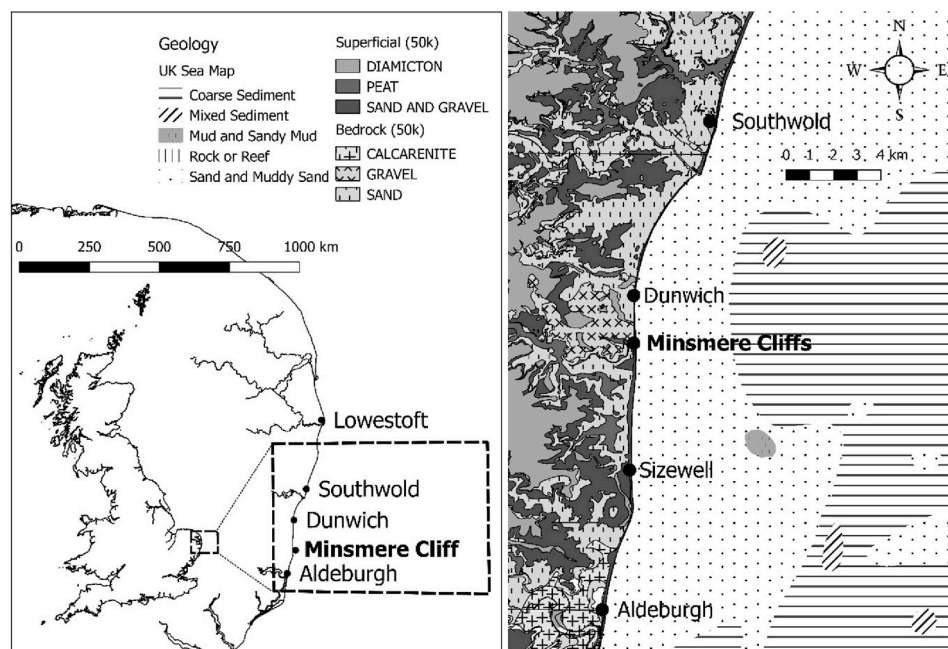 Geology
UK Sea Map
Coarse Sediment
Mixed Sediment
Mud and Sandy Mud
Rock or Reef
Sand and Muddy Sand
Superficial (50k)
DIAMICTON
PEAT
SAND AND GRAVEL
Bedrock (50k)
CALCARENITE
GRAVEL
SAND
0 250 500 750 1000 km
Lowestoft
Southwold
Dunwich
Minsmere Cliff
Aldeburgh
N
W E
S
Southwold
0 1 2 3 4 km
Dunwich
Minsmere Cliffs
Sizewell
Aldeburgh